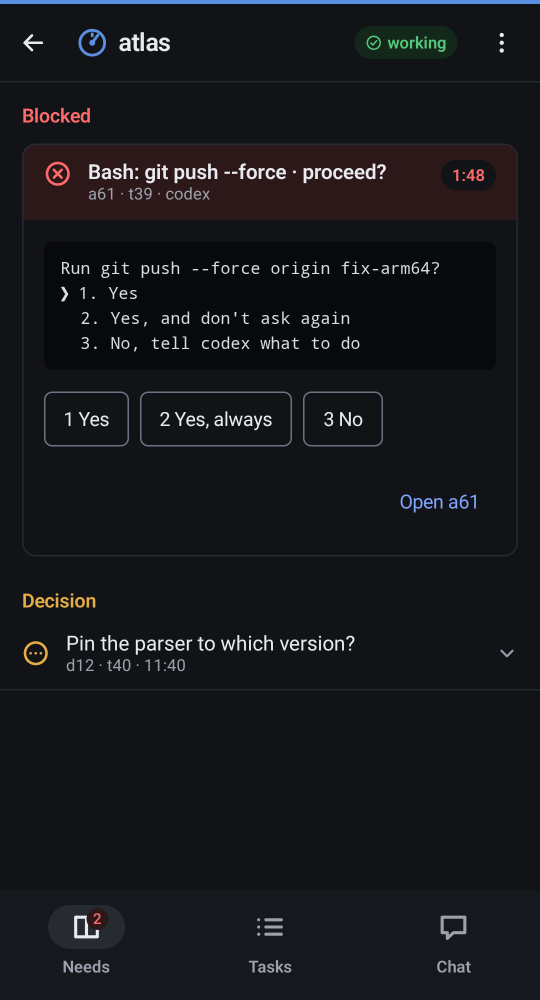 atlas
working
Blocked
Bash: git push --force · proceed?
a61 · t39 · codex
1:48
Run git push --force origin fix-arm64?
❯ 1. Yes
2. Yes, and don't ask again
3. No, tell codex what to do
1 Yes
2 Yes, always
3 No
Open a61
Decision
Pin the parser to which version?
d12 · t40 · 11:40
2
Needs
Tasks
Chat